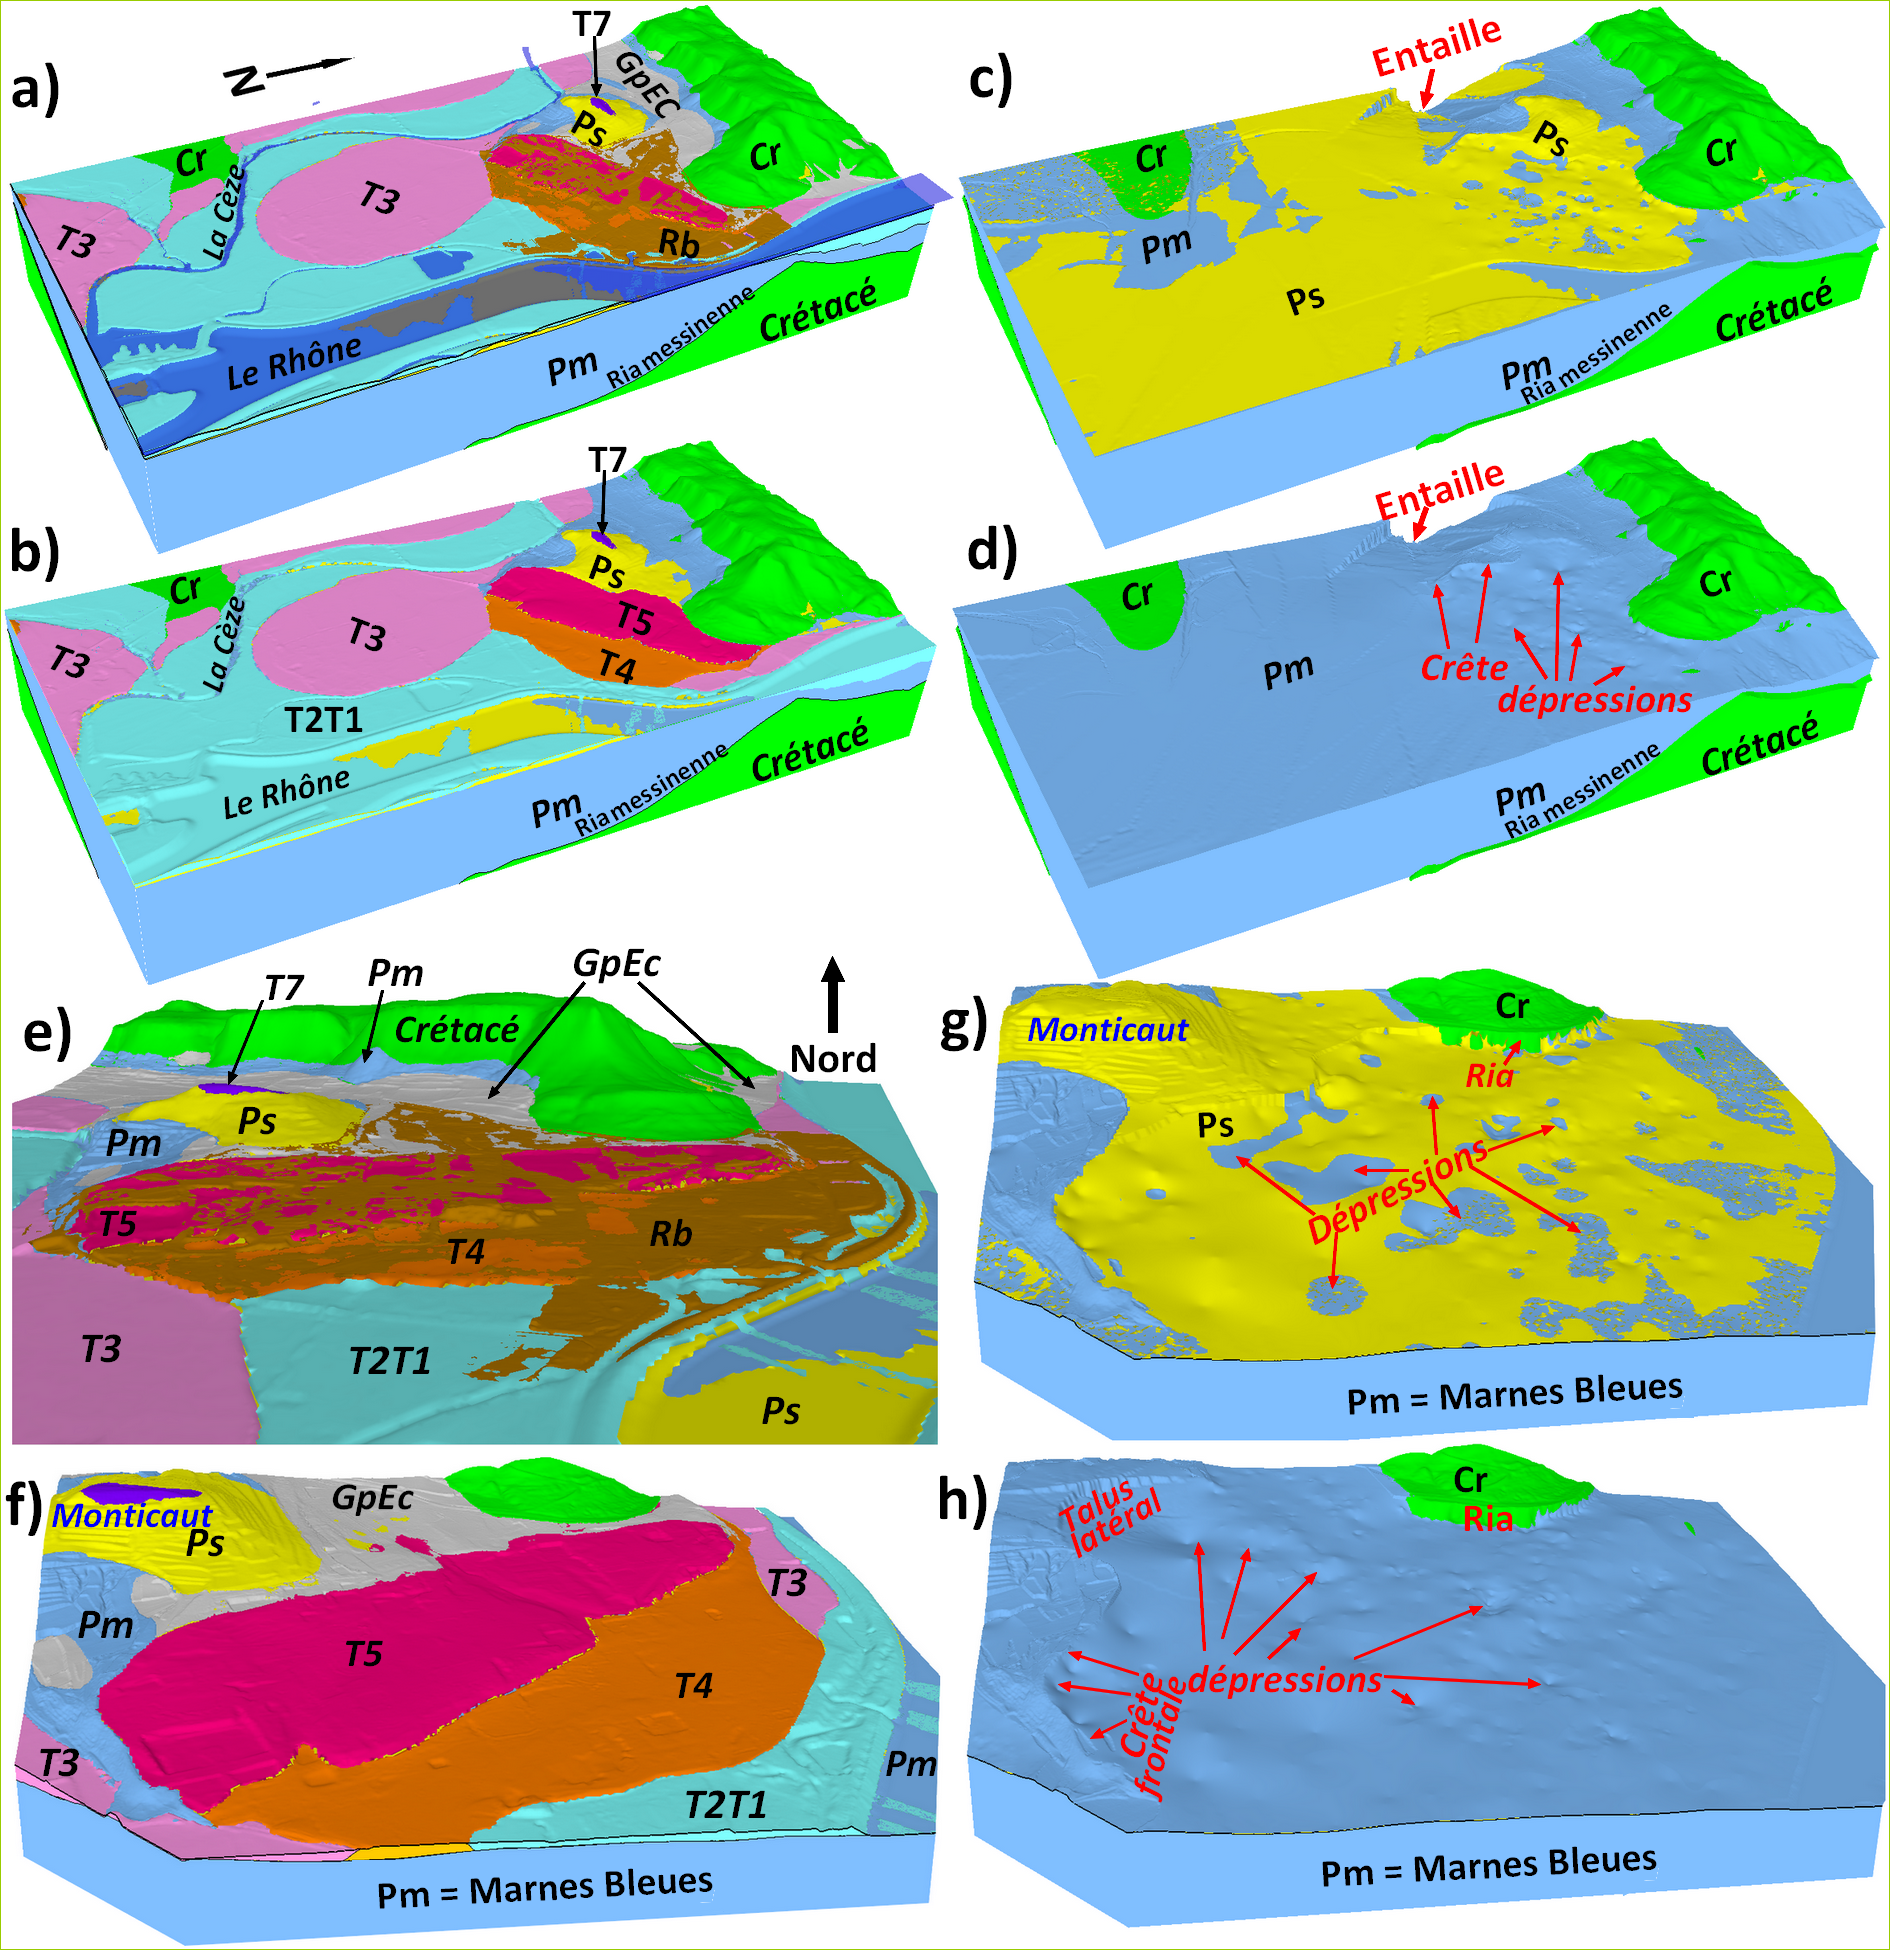 a)
N
T7
GpEC
Ps
Cr
Cr
La Cèze
T3
T3
Rb
Le Rhône
Pm
Ria messinenne
Crétacé
b)
T7
Ps
Cr
La Cèze
T3
T3
T5
T4
T2T1
Le Rhône
Pm
Ria messinenne
Crétacé
c)
Entaille
Ps
Cr
Cr
Pm
Ps
Pm
Ria messinenne
Crétacé
d)
Entaille
Cr
Cr
Pm
Crête
dépressions
Pm
Ria messinenne
Crétacé
e)
T7
Pm
GpEc
Crétacé
Nord
Ps
Pm
T5
T4
Rb
T3
T2T1
Ps
f)
Monticaut
Ps
GpEc
Pm
T3
T5
T4
T3
Pm
T2T1
Pm = Marnes Bleues
g)
Monticaut
Cr
Ria
Ps
Dépressions
Pm = Marnes Bleues
h)
Talus
latéral
Cr
Ria
dépressions
Crête
frontale
Pm = Marnes Bleues